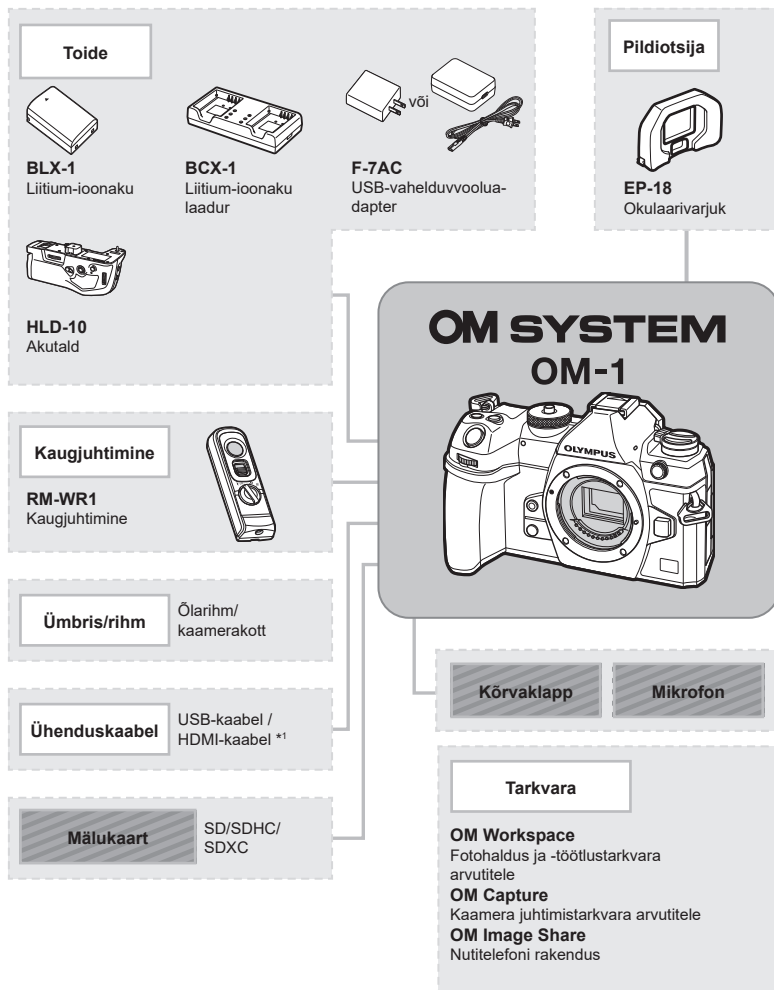 Toide
või
BLX-1
Liitium-ioonaku
BCX-1
Liitium-ioonaku
laadur
F-7AC
USB-vahelduvvoolua-
dapter
HLD-10
Akutald
Pildiotsija
EP-18
Okulaarivarjuk
OM SYSTEM
OM-1
OLYMPUS
Kaugjuhtimine
RM-WR1
Kaugjuhtimine
Ümbris/rihm
Õlarihm/
kaamerakott
Ühenduskaabel
USB-kaabel /
HDMI-kaabel *1
Mälukaart
SD/SDHC/
SDXC
Kõrvaklapp
Mikrofon
Tarkvara
OM Workspace
Fotohaldus ja -töötlustarkvara
arvutitele
OM Capture
Kaamera juhtimistarkvara arvutitele
OM Image Share
Nutitelefoni rakendus